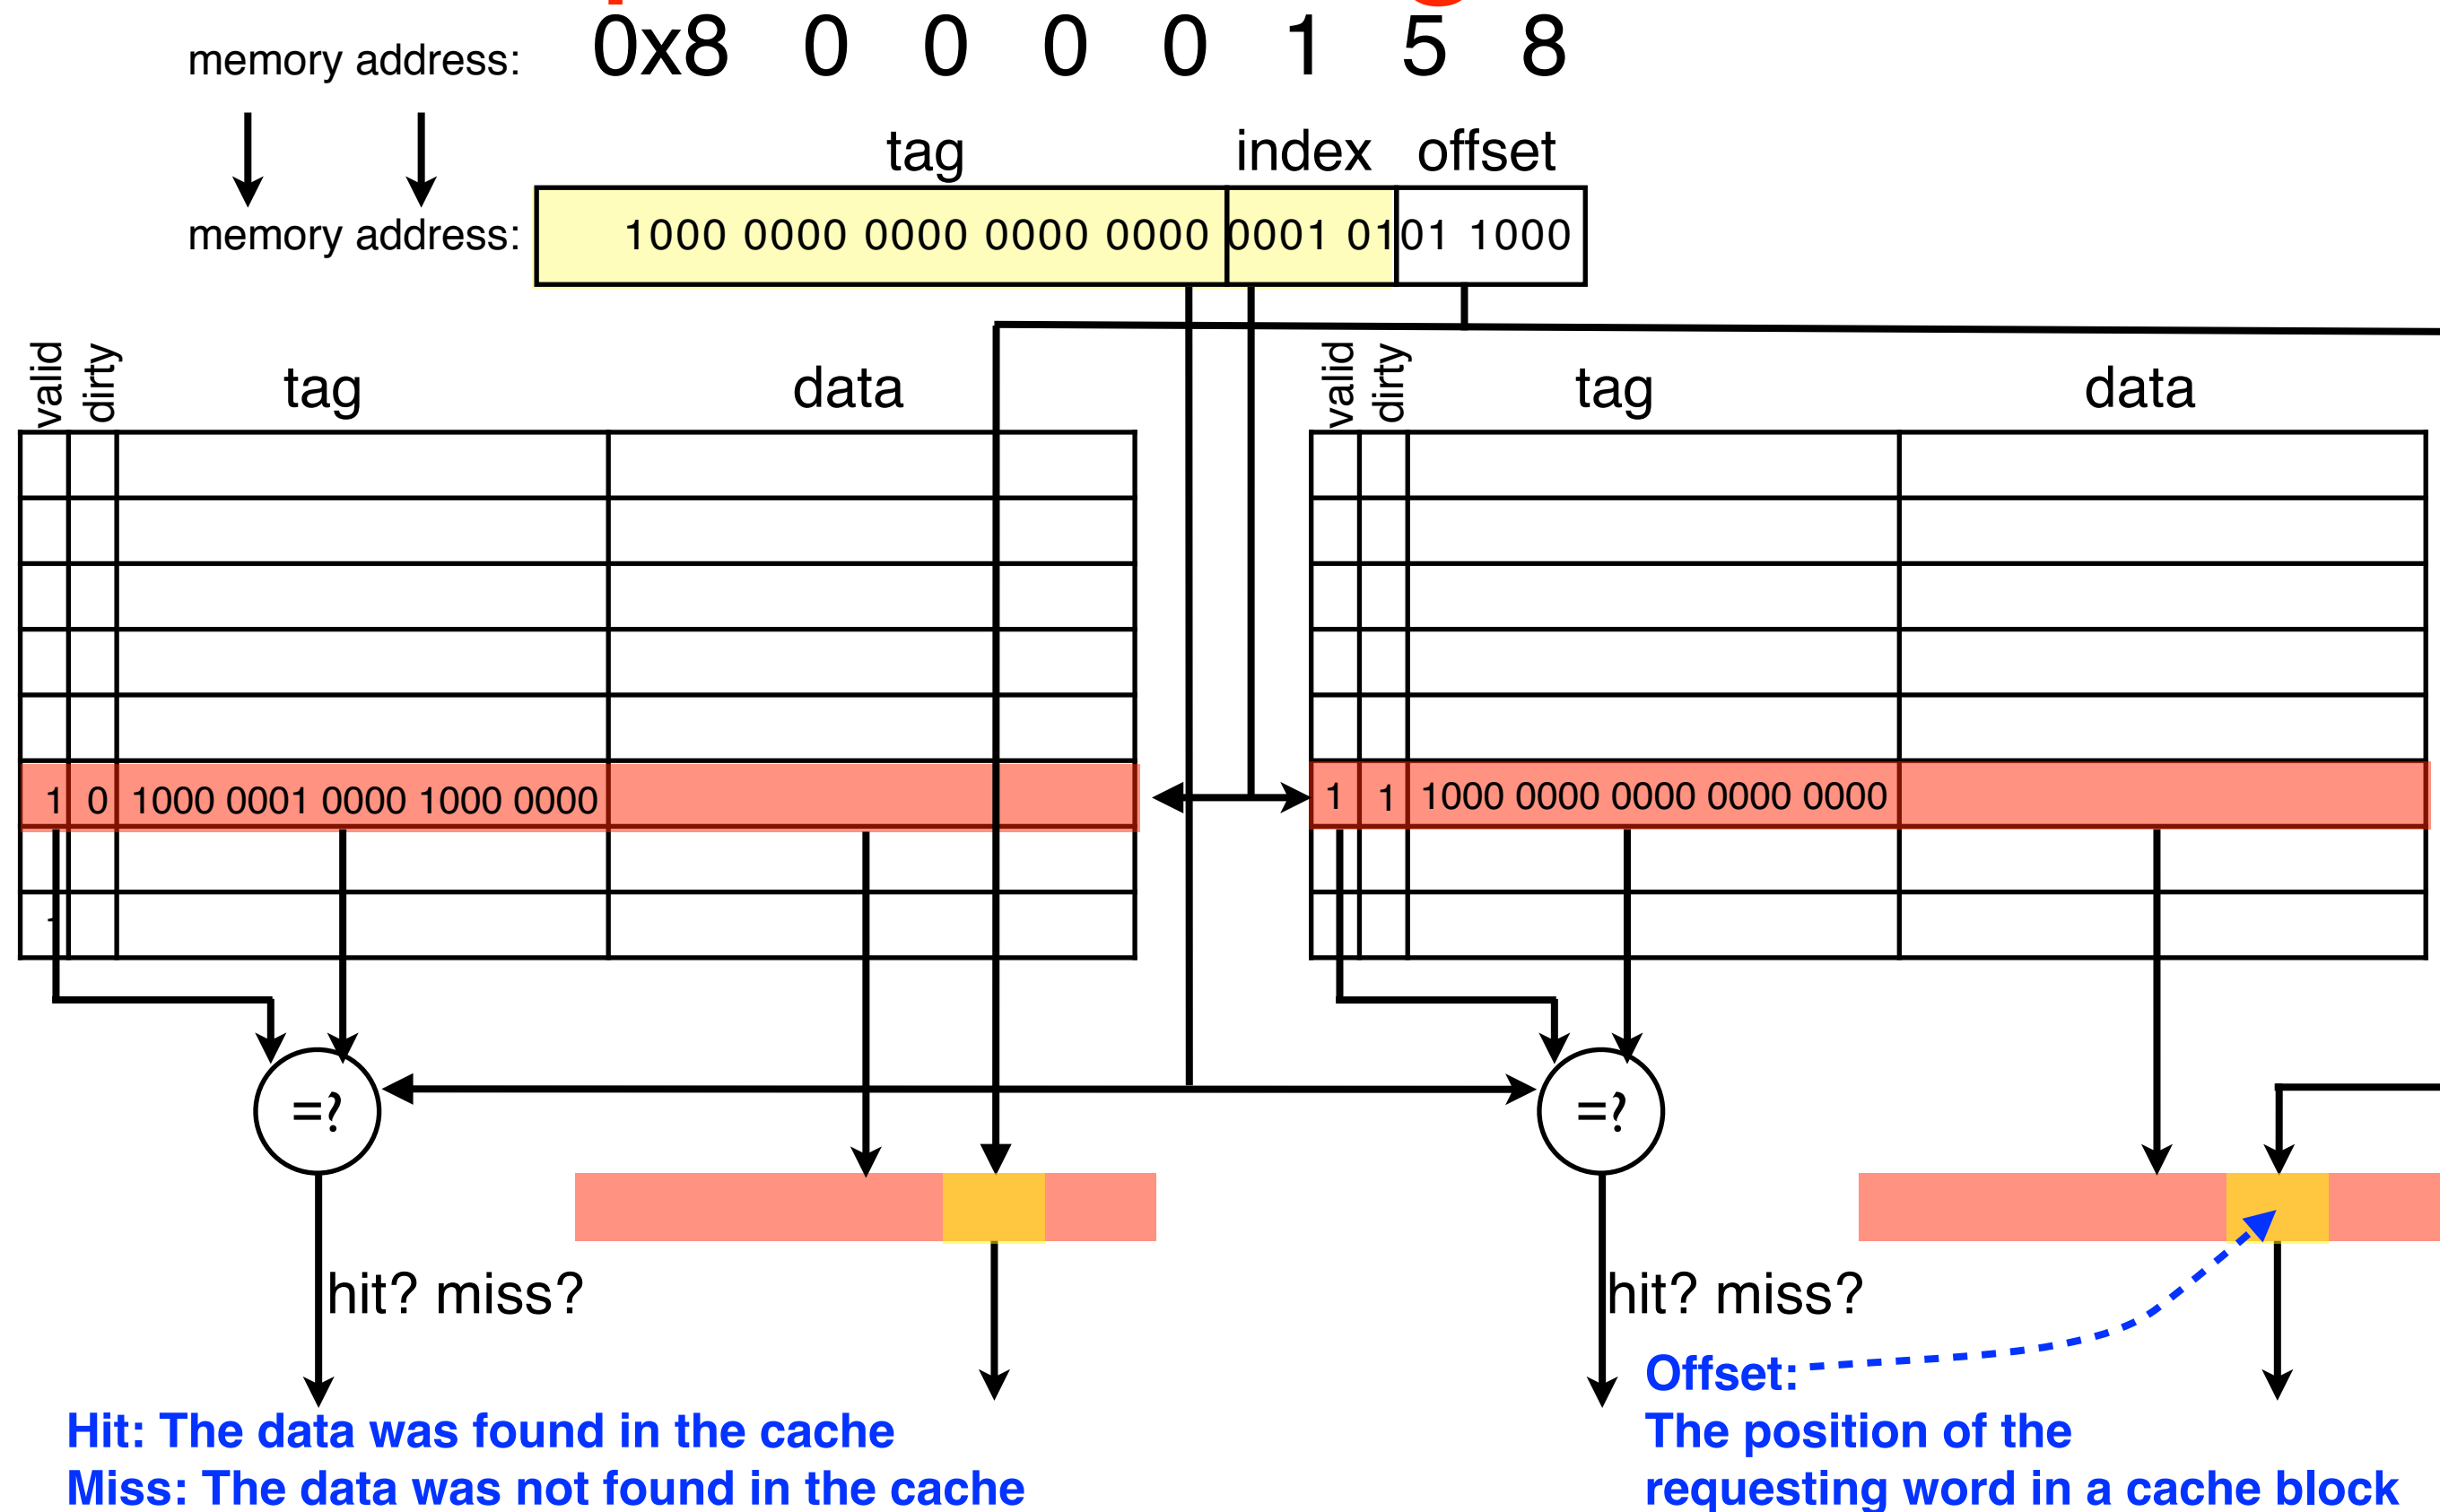 memory address: 0x8 0 0 0 0 1 5 8
tag index offset
memory address: 1000 0000 0000 0000 0000 0001 0101 1000
valid dirty tag data valid dirty tag data
1 0 1000 0001 0000 1000 0000 1 1 1000 0000 0000 0000 0000
=? =?
hit? miss? hit? miss?
Offset:
Hit: The data was found in the cache The position of the
Miss: The data was not found in the cache requesting word in a cache block